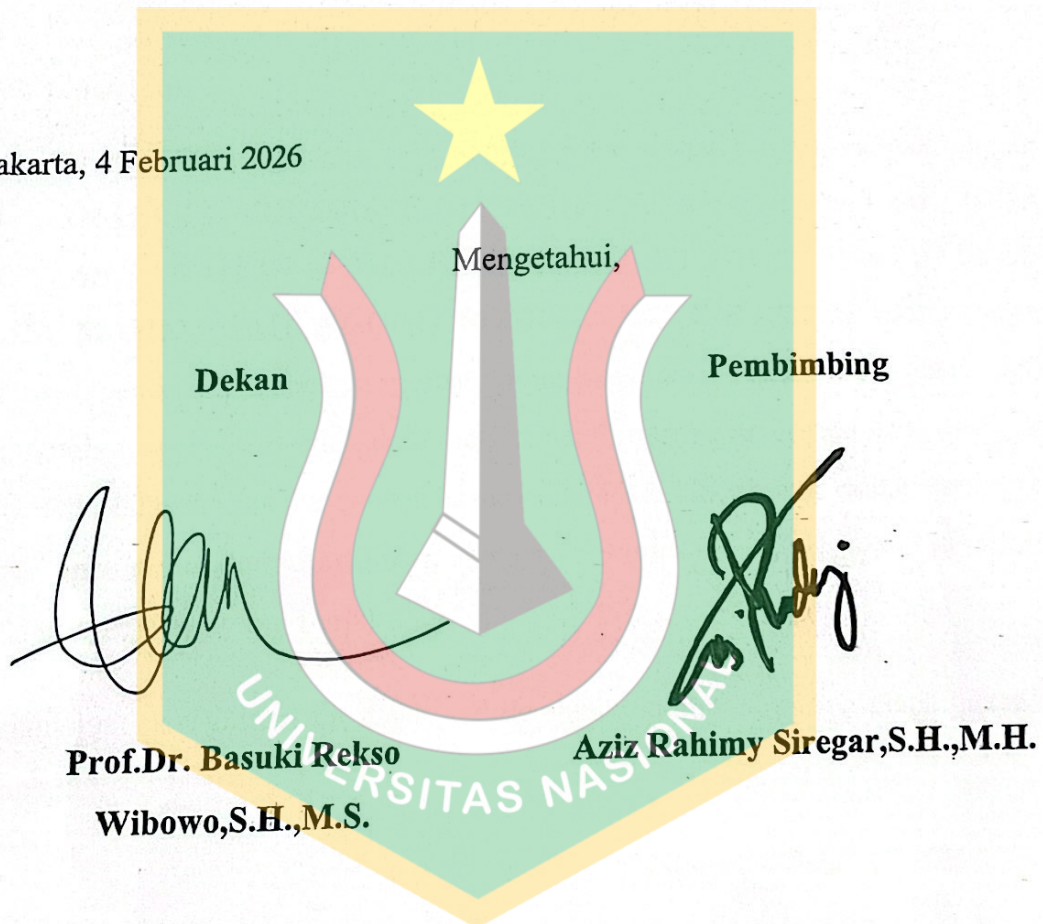 akarta, 4 Februari 2026
Mengetahui,
Dekan
Pembimbing
Prof.Dr. Basuki Rekso
Wibowo,S.H.,M.S.
Aziz Rahimy Siregar,S.H.,M.H.
UNIVERSITAS NASIONAL